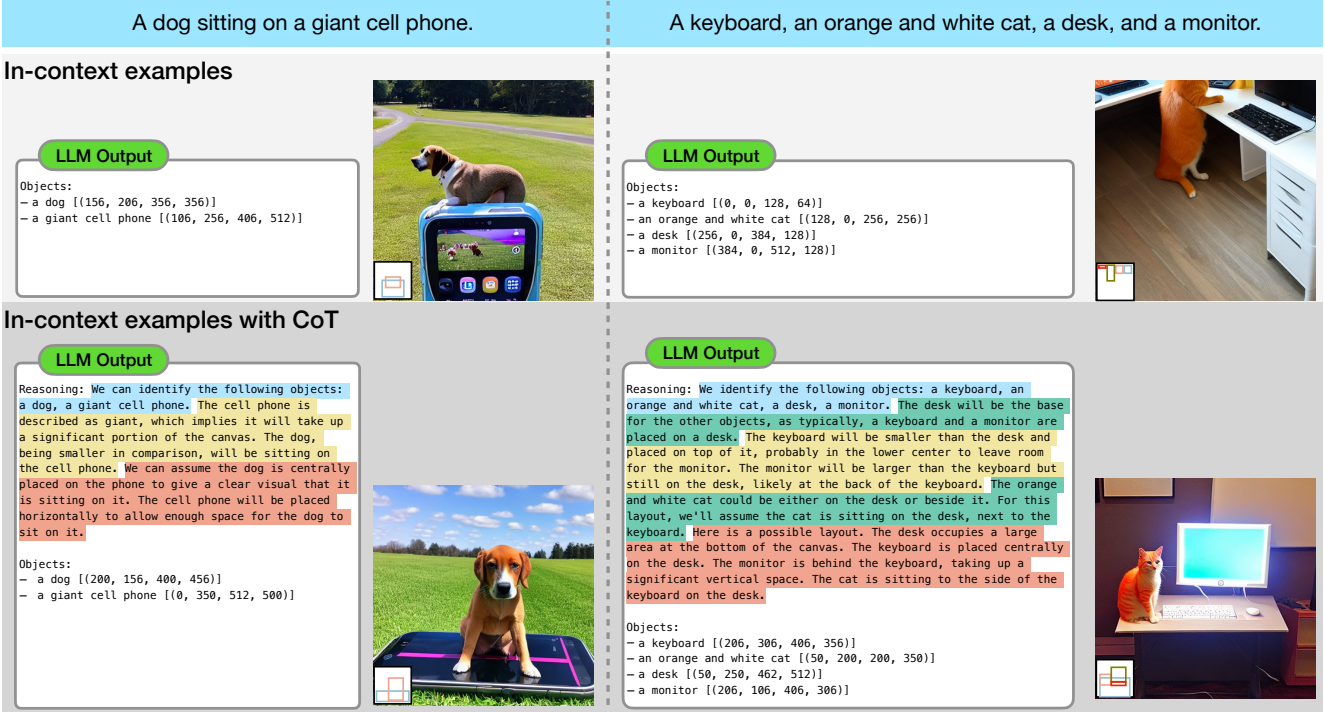 A dog sitting on a giant cell phone.
A keyboard, an orange and white cat, a desk, and a monitor.
In-context examples
LLM Output
Objects:
– a dog [(156, 206, 356, 356)]
– a giant cell phone [(106, 256, 406, 512)]
LLM Output
Objects:
– a keyboard [(0, 0, 128, 64)]
– an orange and white cat [(128, 0, 256, 256)]
– a desk [(256, 0, 384, 128)]
– a monitor [(384, 0, 512, 128)]
In-context examples with CoT
LLM Output
Reasoning: We can identify the following objects:
a dog, a giant cell phone. The cell phone is
described as giant, which implies it will take up
a significant portion of the canvas. The dog,
being smaller in comparison, will be sitting on
the cell phone. We can assume the dog is centrally
placed on the phone to give a clear visual that it
is sitting on it. The cell phone will be placed
horizontally to allow enough space for the dog to
sit on it.
Objects:
– a dog [(200, 156, 400, 456)]
– a giant cell phone [(0, 350, 512, 500)]
LLM Output
Reasoning: We identify the following objects: a keyboard, an
orange and white cat, a desk, a monitor. The desk will be the base
for the other objects, as typically, a keyboard and a monitor are
placed on a desk. The keyboard will be smaller than the desk and
placed on top of it, probably in the lower center to leave room
for the monitor. The monitor will be larger than the keyboard but
still on the desk, likely at the back of the keyboard. The orange
and white cat could be either on the desk or beside it. For this
layout, we'll assume the cat is sitting on the desk, next to the
keyboard. Here is a possible layout. The desk occupies a large
area at the bottom of the canvas. The keyboard is placed centrally
on the desk. The monitor is behind the keyboard, taking up a
significant vertical space. The cat is sitting to the side of the
keyboard on the desk.
Objects:
– a keyboard [(206, 306, 406, 356)]
– an orange and white cat [(50, 200, 200, 350)]
– a desk [(50, 250, 462, 512)]
– a monitor [(206, 106, 406, 306)]